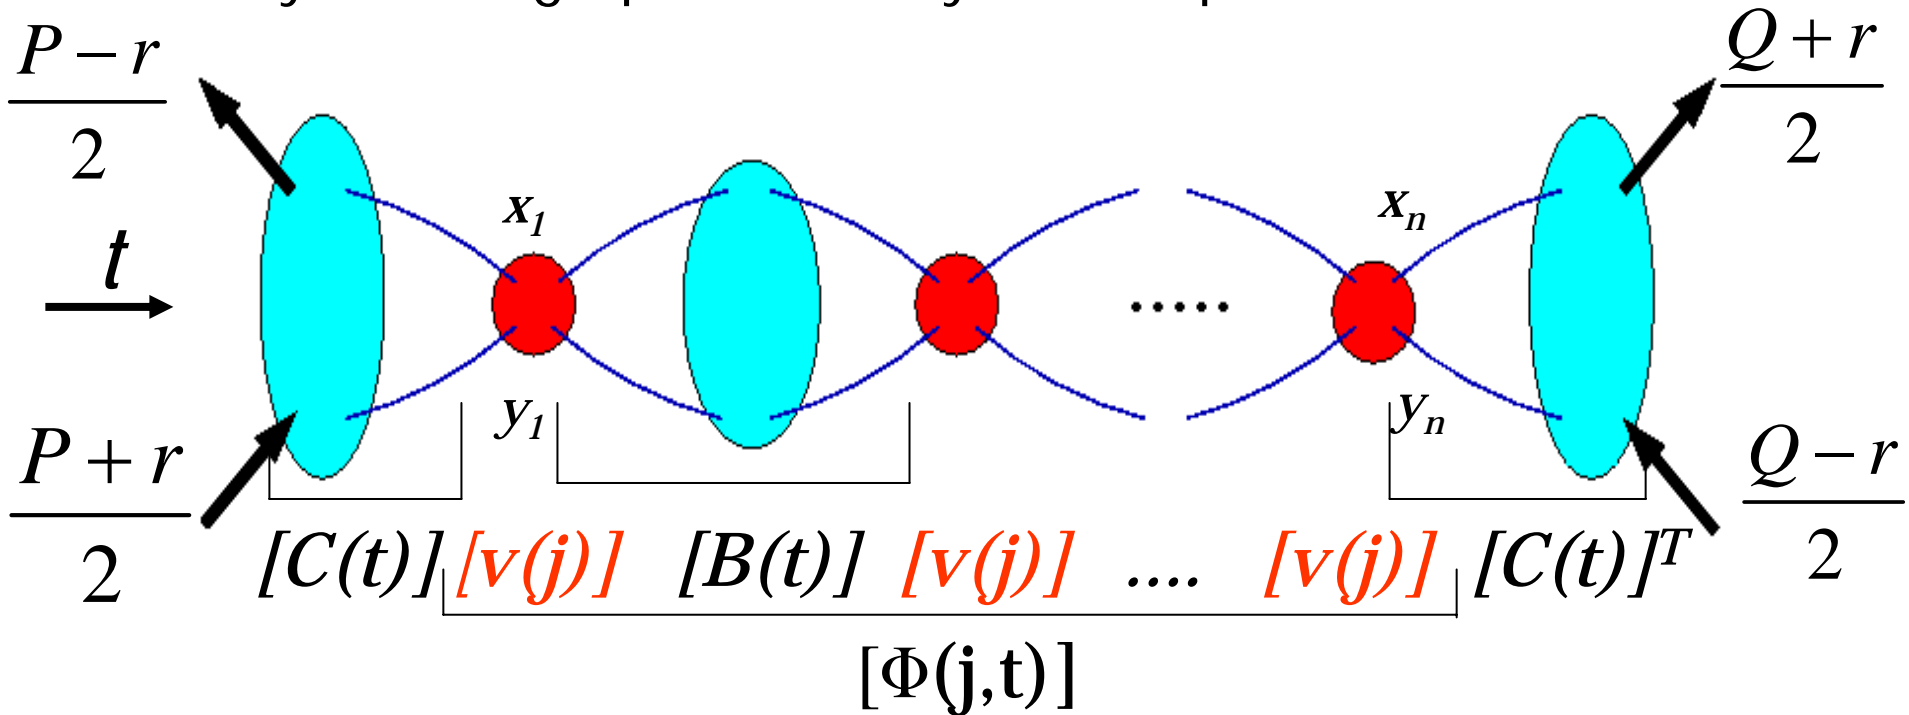 P − r
2
Q + r
2
x1
xn
t
.....
y1
yn
P + r
2
Q − r
2
[C(t)] [v(j)] [B(t)] [v(j)] .... [v(j)] [C(t)]T
[Φ(j,t)]